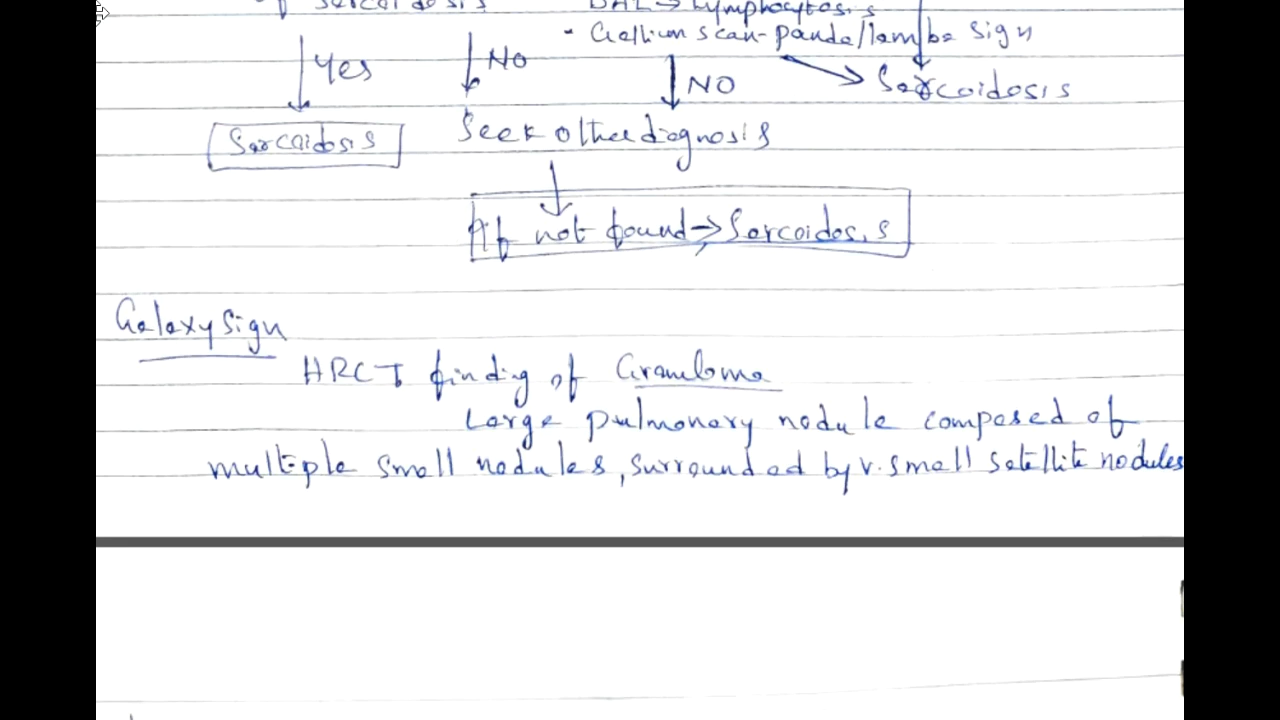 sarcoidosis
BAL → Lymphocytosis
- Gallium scan - panda/lambda sign
Yes
NO
NO
Sarcoidosis
Sarcoidosis
Seek other diagnosis
If not found → Sarcoidosis
Galaxy sign
HRCT finding of Granuloma
Large pulmonary nodule composed of
multiple small nodules, surrounded by v. small satellite nodules